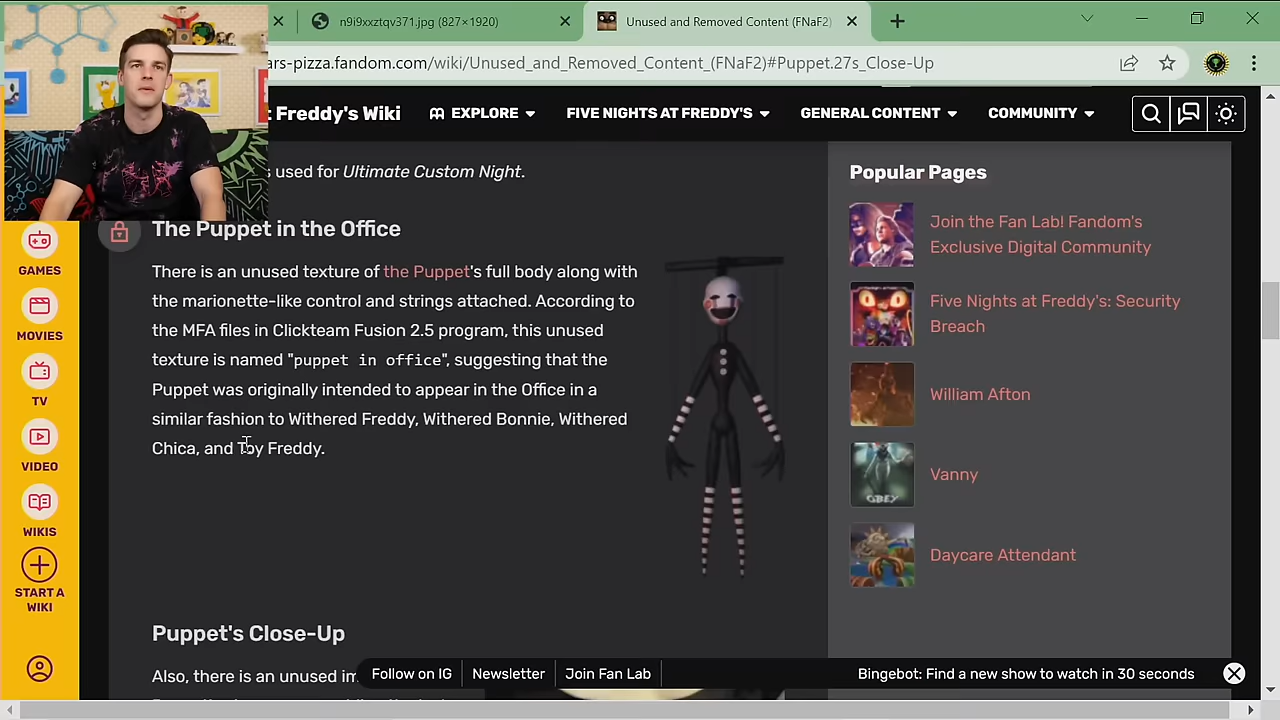 n9i9xxztqv371.jpg (827×1920)
Unused and Removed Content (FNaF2)
ars-pizza.fandom.com/wiki/Unused_and_Removed_Content_(FNaF2)#Puppet.27s_Close-Up
t Freddy's Wiki
EXPLORE
FIVE NIGHTS AT FREDDY'S
GENERAL CONTENT
COMMUNITY
GAMES
MOVIES
TV
VIDEO
WIKIS
START A
WIKI
s used for Ultimate Custom Night.
The Puppet in the Office
There is an unused texture of the Puppet's full body along with
the marionette-like control and strings attached. According to
the MFA files in Clickteam Fusion 2.5 program, this unused
texture is named "puppet in office", suggesting that the
Puppet was originally intended to appear in the Office in a
similar fashion to Withered Freddy, Withered Bonnie, Withered
Chica, and Toy Freddy.
Puppet's Close-Up
Also, there is an unused im
Popular Pages
Join the Fan Lab! Fandom's
Exclusive Digital Community
Five Nights at Freddy's: Security
Breach
William Afton
Vanny
OBEY
Daycare Attendant
Follow on IG
Newsletter
Join Fan Lab
Bingebot: Find a new show to watch in 30 seconds